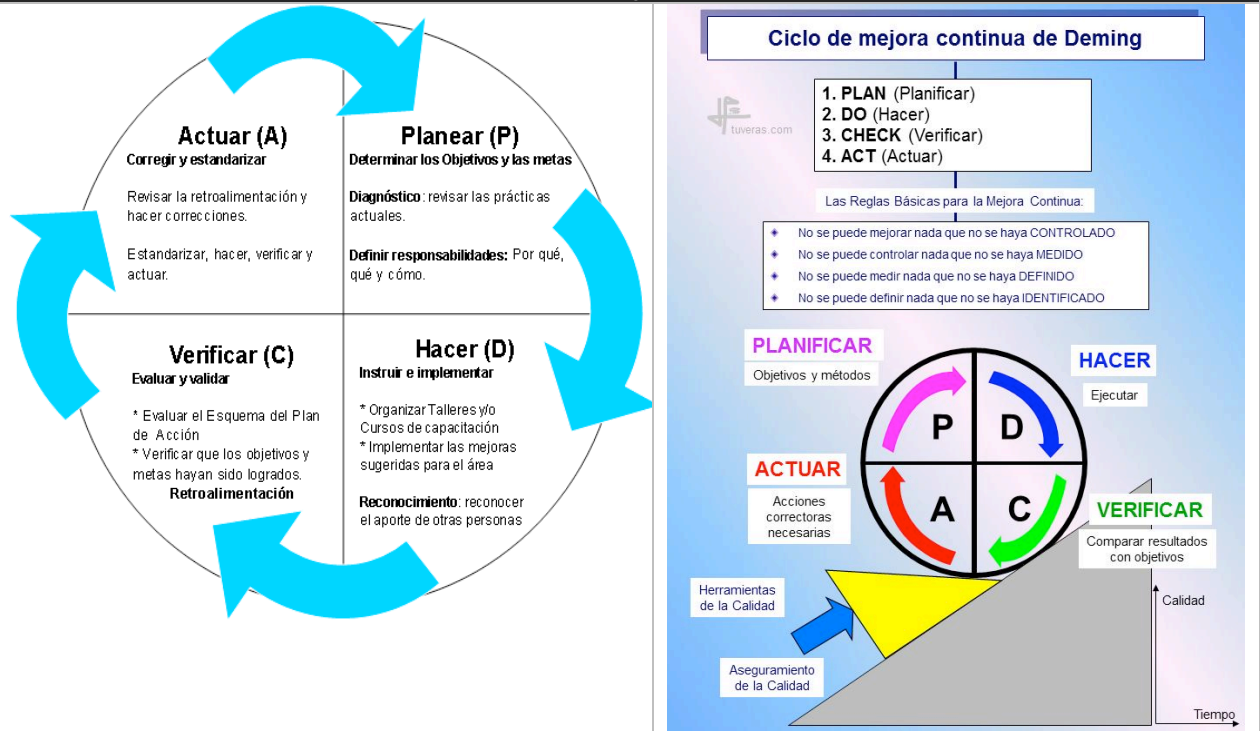 Actuar (A)
Corregir y estandarizar
Revisar la retroalimentación y
hacer correcciones.
Estandarizar, hacer, verificar y
actuar.
Planear (P)
Determinar los Objetivos y las metas
Diagnóstico: revisar las prácticas
actuales.
Definir responsabilidades: Por qué,
qué y cómo.
Verificar (C)
Evaluar y validar
* Evaluar el Esquema del Plan
de Acción
* Verificar que los objetivos y
metas hayan sido logrados.
Retroalimentación
Hacer (D)
Instruir e implementar
* Organizar Talleres y/o
Cursos de capacitación
* Implementar las mejoras
sugeridas para el área
Reconocimiento: reconocer
el aporte de otras personas
Ciclo de mejora continua de Deming
1. PLAN (Planificar)
2. DO (Hacer)
3. CHECK (Verificar)
4. ACT (Actuar)
tuveras.com
Las Reglas Básicas para la Mejora Continua:
No se puede mejorar nada que no se haya CONTROLADO
No se puede controlar nada que no se haya MEDIDO
No se puede medir nada que no se haya DEFINIDO
No se puede definir nada que no se haya IDENTIFICADO
PLANIFICAR
Objetivos y métodos
HACER
Ejecutar
P
D
ACTUAR
Acciones
correctoras
necesarias
A
C
VERIFICAR
Comparar resultados
con objetivos
Herramientas
de la Calidad
Aseguramiento
de la Calidad
Calidad
Tiempo